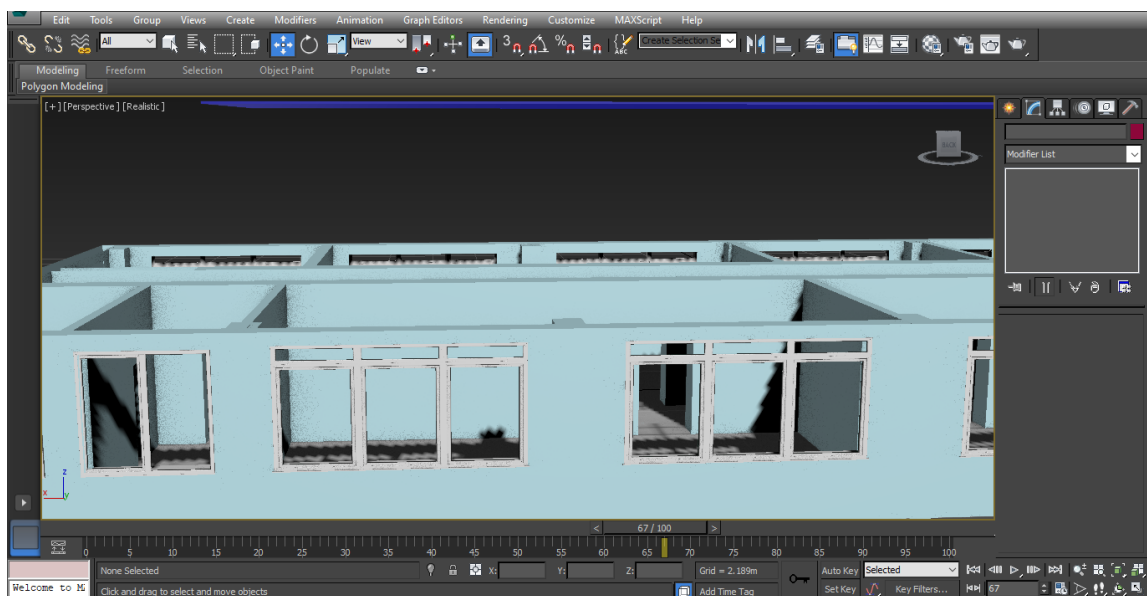 Edit Tools Group Views Create Modifiers Animation Graph Editors Rendering Customize MAXScript Help
All View Create Selection Se
Modeling Freeform Selection Object Paint Populate
Polygon Modeling
[+] [Perspective] [Realistic]
BACK
Modifier List
z
x y
< 67 / 100 >
0 5 10 15 20 25 30 35 40 45 50 55 60 65 70 75 80 85 90 95 100
None Selected X: Y: Z: Grid = 2.189m Auto Key Selected
Welcome to M Click and drag to select and move objects Add Time Tag Set Key Key Filters... 67